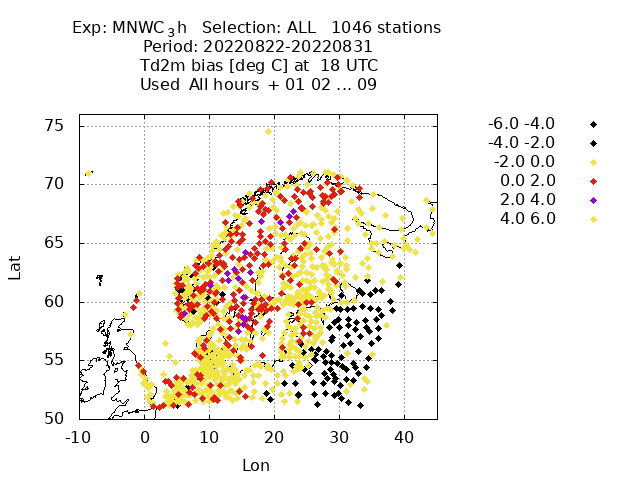 Exp: MNWC_3h Selection: ALL 1046 stations
Period: 20220822-20220831
Td2m bias [deg C] at 18 UTC
Used All hours + 01 02 ... 09
-6.0 -4.0
-4.0 -2.0
-2.0 0.0
0.0 2.0
2.0 4.0
4.0 6.0
75
70
65
60
55
50
Lat
-10 0 10 20 30 40
Lon